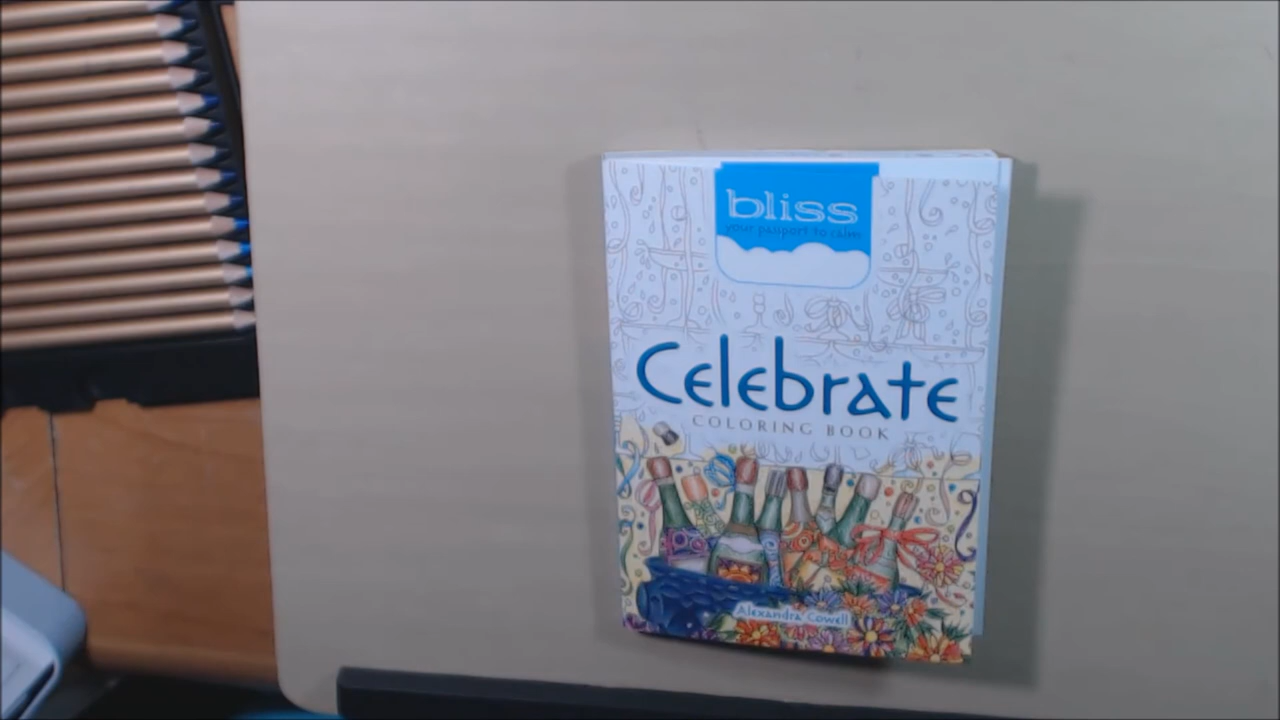 bliss
your passport to calm
Celebrate
COLORING BOOK
Alexandra Cowell